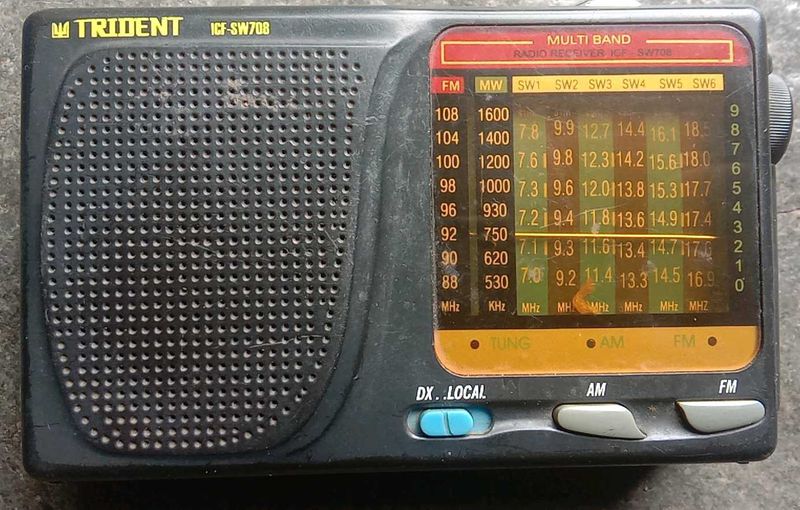 TRIDENT ICF-SW708
MULTI BAND
RADIO RECEIVER ICF - SW708
FM MW SW1 SW2 SW3 SW4 SW5 SW6
108 1600 7.8 9.9 12.7 14.4 16.1 18.5 9
104 1400 7.6 9.8 12.3 14.2 15.6 18.0 8
100 1200 7.3 9.6 12.0 13.8 15.3 17.7 7
98 1000 7.2 9.4 11.8 13.6 14.9 17.4 6
96 930 7.1 9.3 11.6 13.4 14.7 5
92 750 7.0 9.2 11.4 13.3 14.5 16.9 4
90 620 3
88 530 2
1
0
MHz KHz MHz MHz MHz MHz MHz MHZ
TUNG AM FM
DX . . LOCAL AM FM